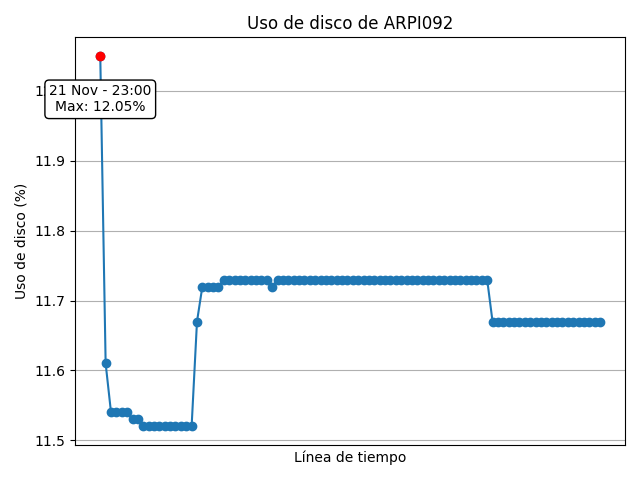 Uso de disco de ARPI092
21 Nov - 23:00
Max: 12.05%
11.9
11.8
11.7
11.6
11.5
Uso de disco (%)
Línea de tiempo